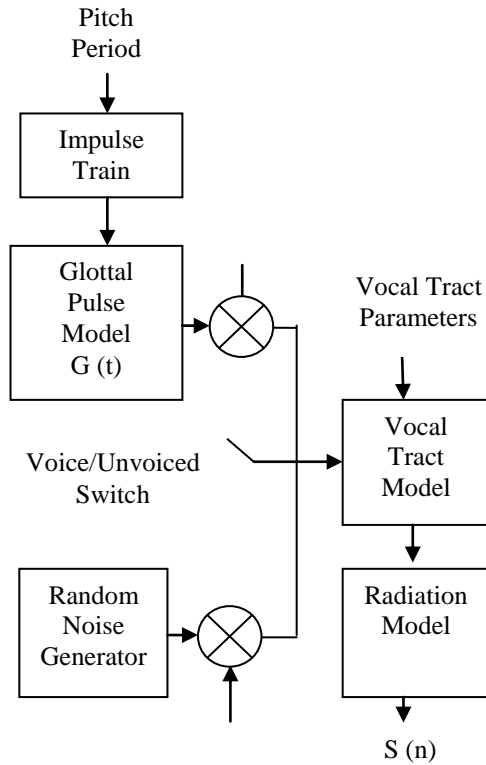 Pitch
Period
Impulse
Train
Glottal
Pulse
Model
G (t)
Vocal Tract
Parameters
Voice/Unvoiced
Switch
Vocal
Tract
Model
Random
Noise
Generator
Radiation
Model
S (n)